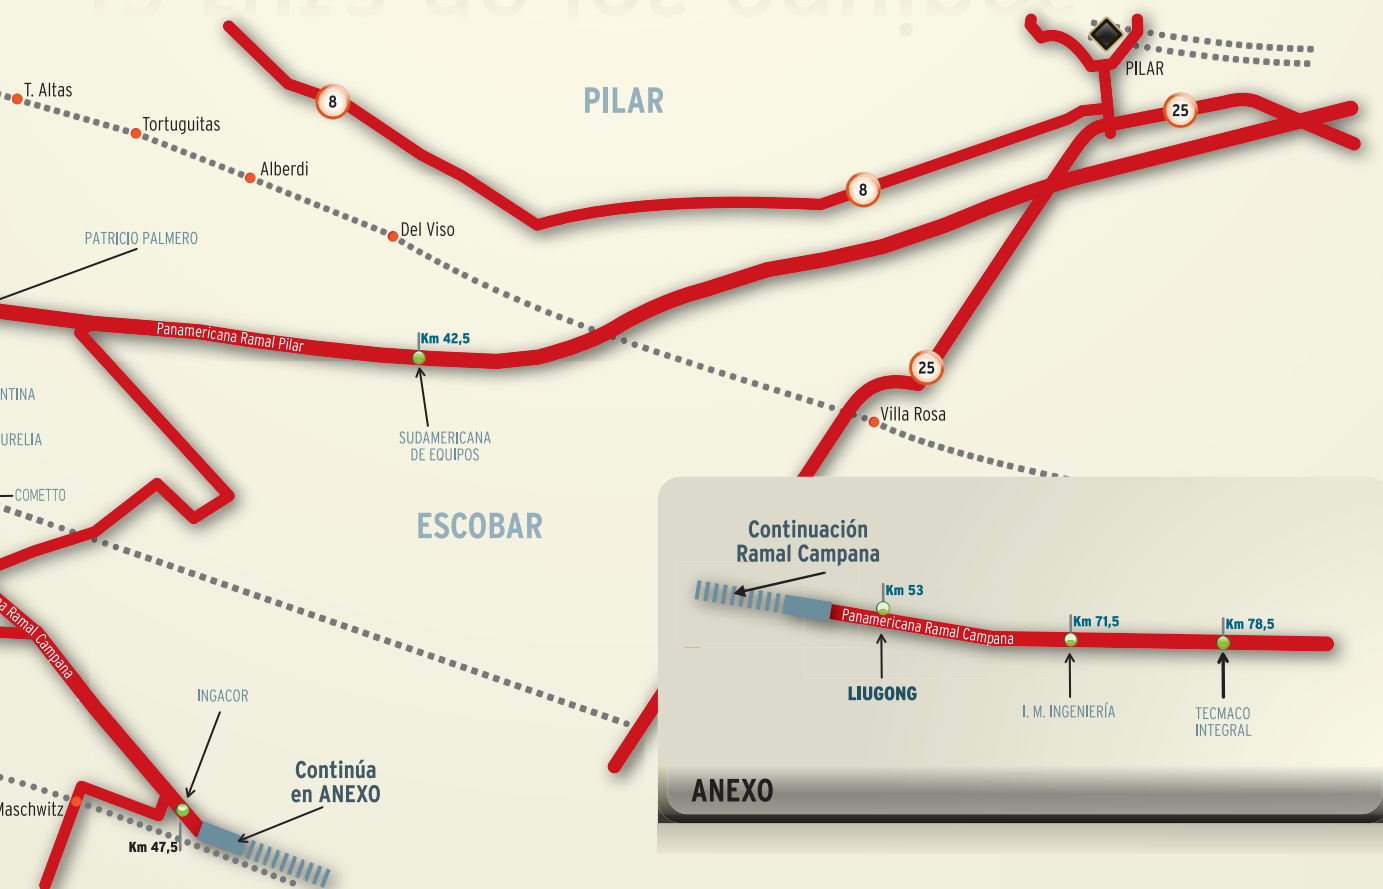 PILAR
PILAR
T. Altas
8
25
Tortuguitas
Alberdi
8
Del Viso
PATRICIO PALMERO
Panamericana Ramal Pilar
Km 42,5
25
NTINA
Villa Rosa
URELIA
SUDAMERICANA
DE EQUIPOS
COMETTO
ESCOBAR
Continuación
Ramal Campana
Km 53
Panamericana Ramal Campana
Km 71,5
Km 78,5
LIUGONG
I. M. INGENIERÍA
TECMACO
INTEGRAL
ANEXO
na Ramal Campana
INGACOR
Continúa
en ANEXO
Maschwitz
Km 47,5